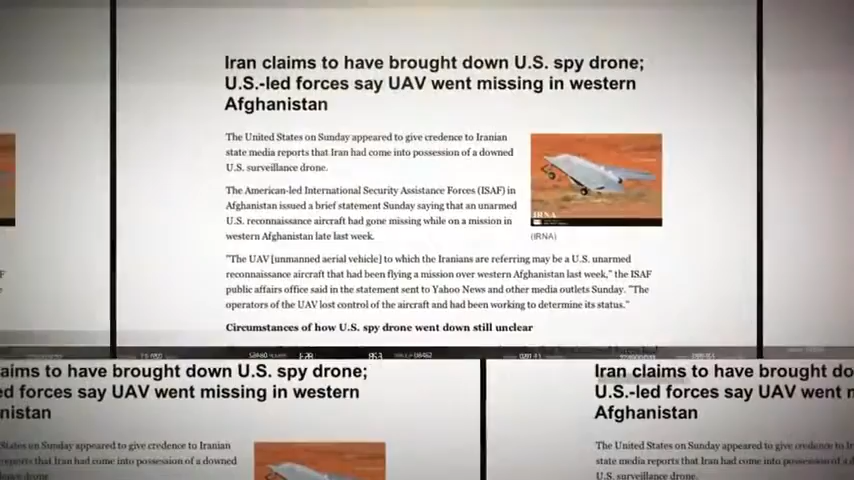 Iran claims to have brought down U.S. spy drone;
U.S.-led forces say UAV went missing in western
Afghanistan
The United States on Sunday appeared to give credence to Iranian
state media reports that Iran had come into possession of a downed
U.S. surveillance drone.
The American-led International Security Assistance Forces (ISAF) in
Afghanistan issued a brief statement Sunday saying that an unarmed
U.S. reconnaissance aircraft had gone missing while on a mission in
western Afghanistan late last week.
IRNA
(IRNA)
"The UAV [unmanned aerial vehicle] to which the Iranians are referring may be a U.S. unarmed
reconnaissance aircraft that had been flying a mission over western Afghanistan last week," the ISAF
public affairs office said in the statement sent to Yahoo News and other media outlets Sunday. "The
operators of the UAV lost control of the aircraft and had been working to determine its status."
Circumstances of how U.S. spy drone went down still unclear
aims to have brought down U.S. spy drone;
ed forces say UAV went missing in western
nistan
States on Sunday appeared to give credence to Iranian
reports that Iran had come into possession of a downed
Iran claims to have brought do
U.S.-led forces say UAV went n
Afghanistan
The United States on Sunday appeared to give credence to Ir
state media reports that Iran had come into possession of a
U.S. surveillance drone.